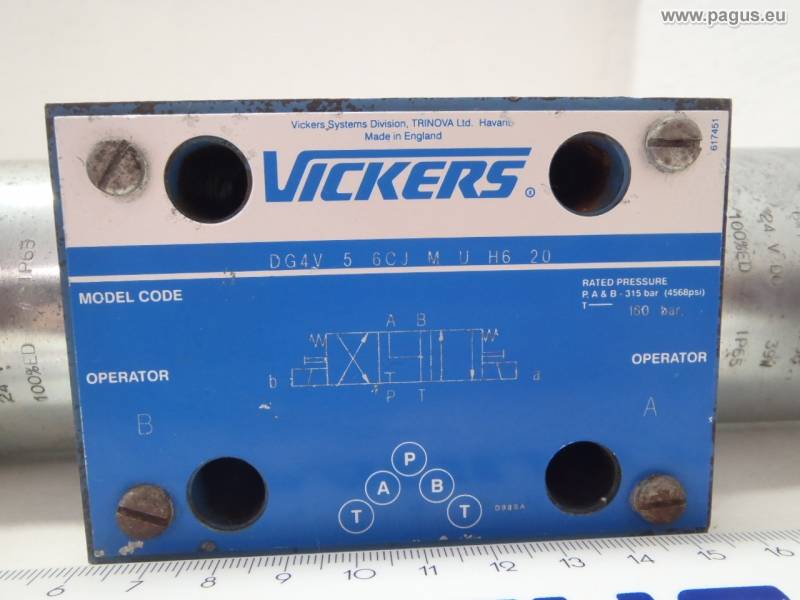 www.pagus.eu
Vickers Systems Division, TRINOVA Ltd. Havant
Made in England
617451
VICKERS ®
DG4V 5 6CJ M U H6 20
MODEL CODE
RATED PRESSURE
P, A & B - 315 bar (4568psi)
T 160 bar.
A B
OPERATOR
OPERATOR
b
a
P T
B
A
P
A B
T T
D985A
24
100%ED IP65
24 V DC 39W
100%ED IP65
6 7 8 9 10 11 12 13 14 15 16